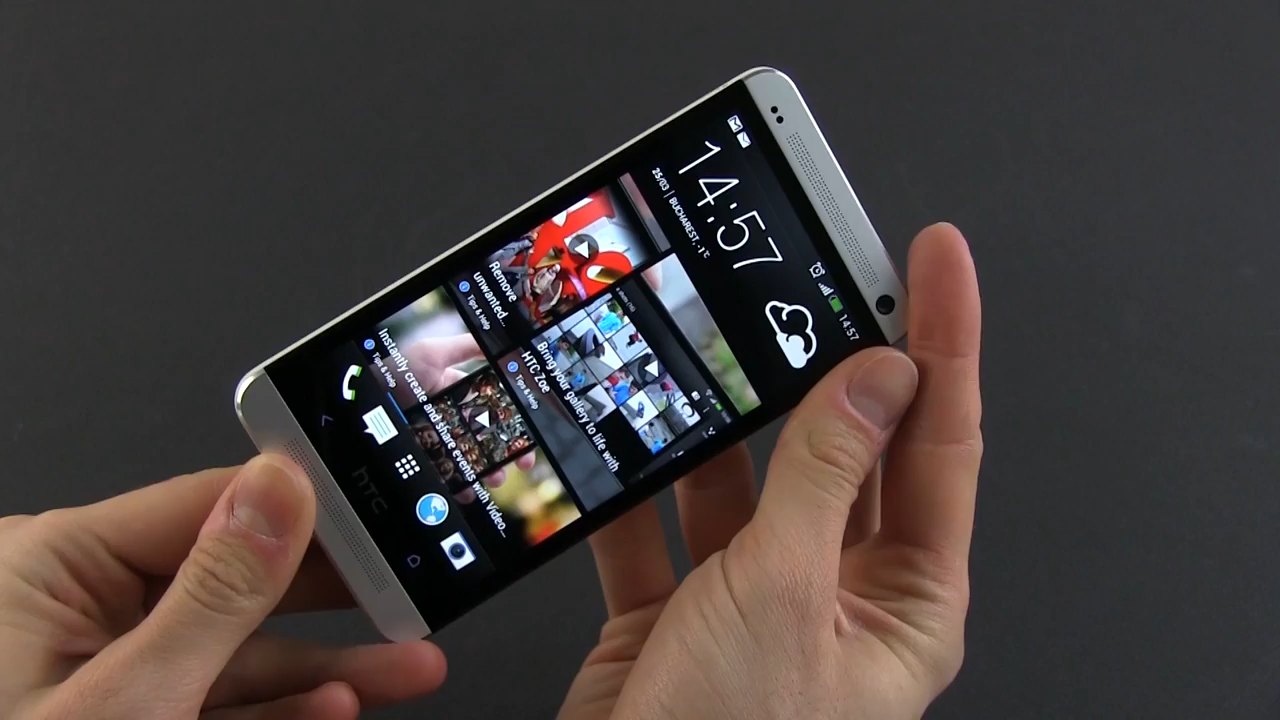 14:57
14:57
25/03 | BUCHAREST, -1°C
Remove
unwanted...
Tips & Help
Bring your gallery to life with
HTC Zoe
Tips & Help
Instantly create and share events with Video...
Tips & Help
hTC